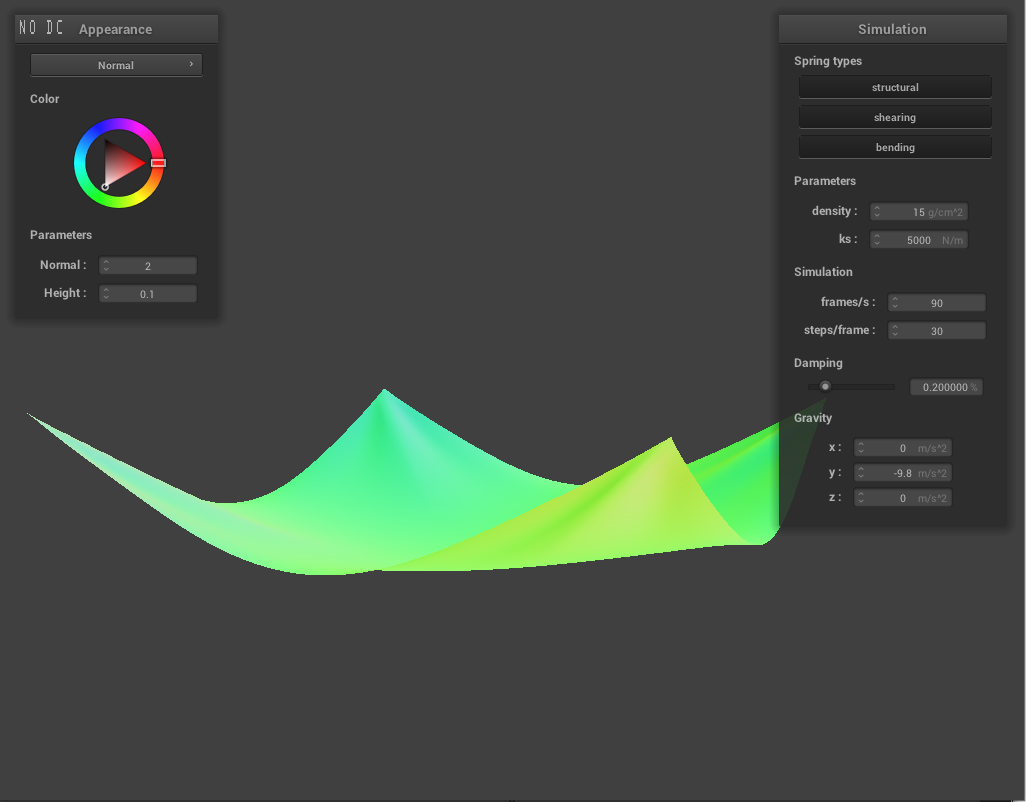 NO DC
Appearance
Normal
Color
Parameters
Normal : 2
Height : 0.1
Simulation
Spring types
structural
shearing
bending
Parameters
density : 15 g/cm^2
ks : 5000 N/m
Simulation
frames/s : 90
steps/frame : 30
Damping
0.200000 %
Gravity
x : 0 m/s^2
y : -9.8 m/s^2
z : 0 m/s^2